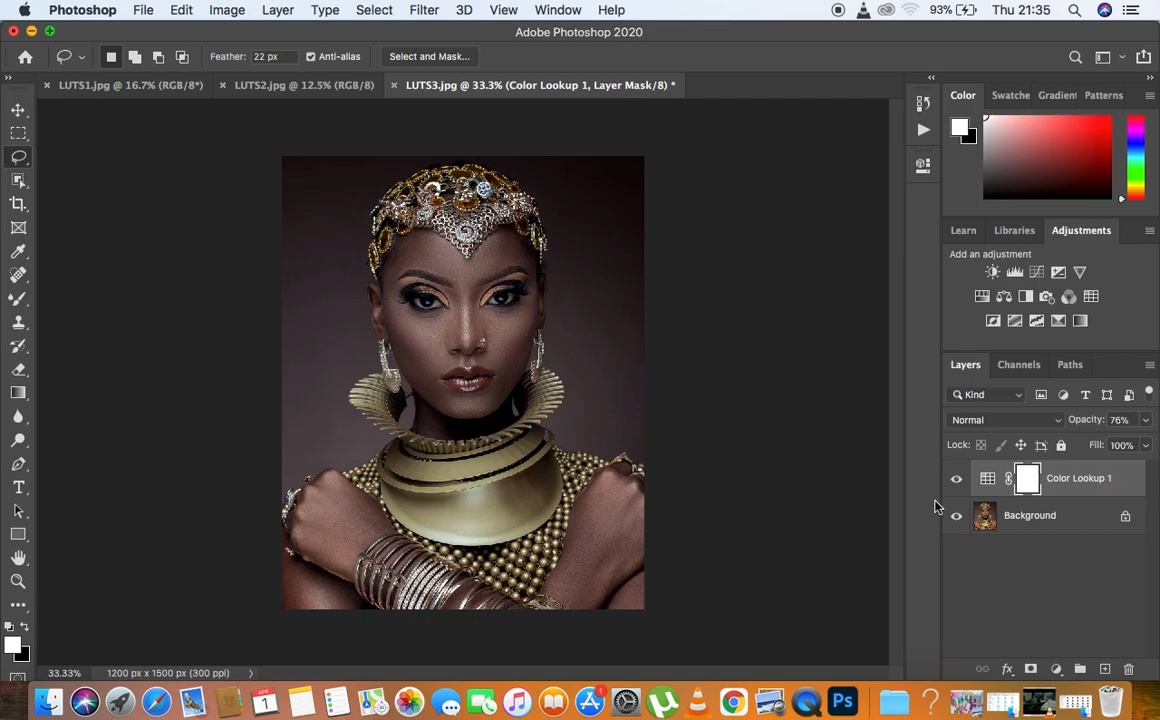 Photoshop File Edit Image Layer Type Select Filter 3D View Window Help 93% Thu 21:35
Adobe Photoshop 2020
Feather: 22 px Anti-alias Select and Mask...
LUTS1.jpg @ 16.7% (RGB/8*) LUTS2.jpg @ 12.5% (RGB/8) LUTS3.jpg @ 33.3% (Color Lookup 1, Layer Mask/8) *
Color Swatche Gradient Patterns
Learn Libraries Adjustments
Add an adjustment
Layers Channels Paths
Kind
Normal Opacity: 76%
Lock: Fill: 100%
Color Lookup 1
Background
33.33% 1200 px x 1500 px (300 ppi)
APR
1
1
Ps